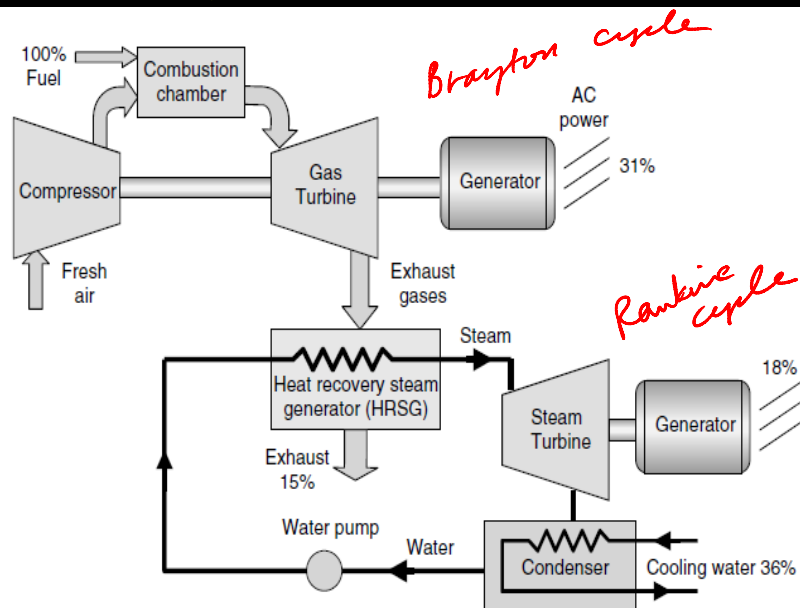 Brayton cycle
100%
Fuel
Combustion
chamber
AC
power
31%
Compressor
Gas
Turbine
Generator
Fresh
air
Exhaust
gases
Rankine
cycle
Steam
Heat recovery steam
generator (HRSG)
18%
Steam
Turbine
Generator
Exhaust
15%
Water pump
Water
Condenser
Cooling water 36%